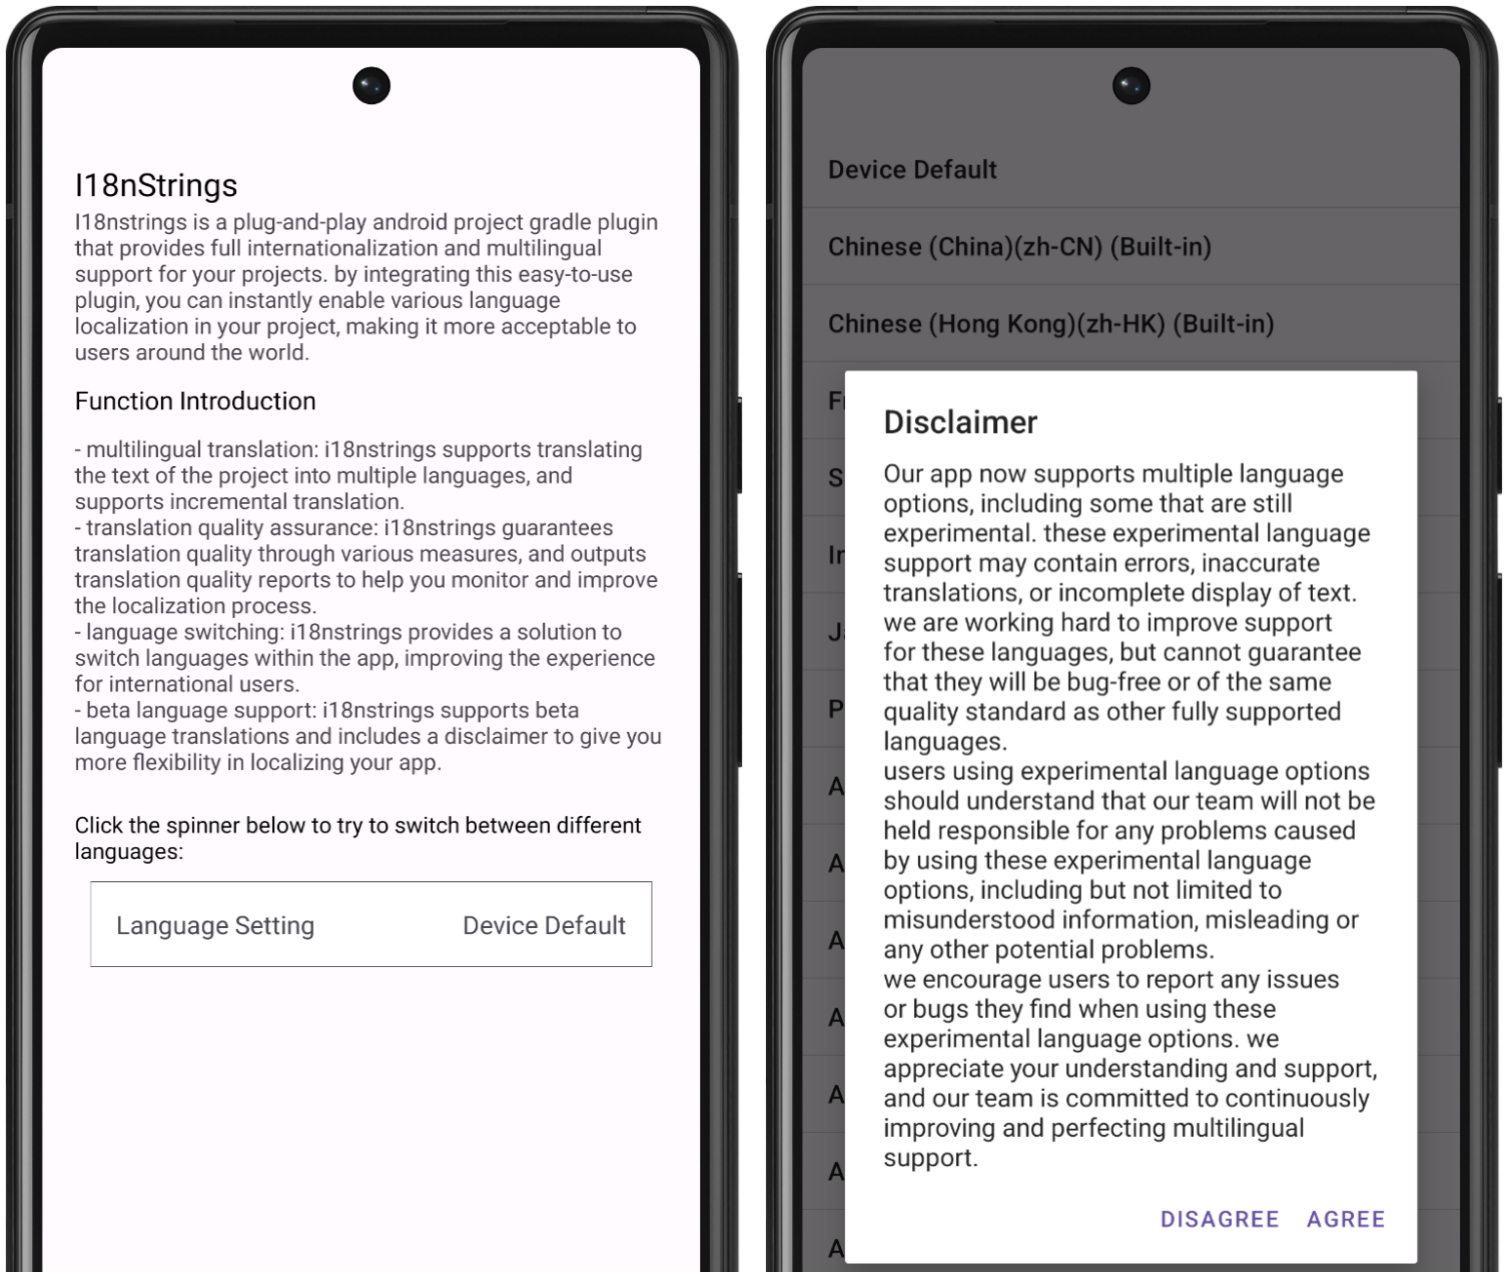 I18nStrings
I18nstrings is a plug-and-play android project gradle plugin
that provides full internationalization and multilingual
support for your projects. by integrating this easy-to-use
plugin, you can instantly enable various language
localization in your project, making it more acceptable to
users around the world.
Function Introduction
- multilingual translation: i18nstrings supports translating
the text of the project into multiple languages, and
supports incremental translation.
- translation quality assurance: i18nstrings guarantees
translation quality through various measures, and outputs
translation quality reports to help you monitor and improve
the localization process.
- language switching: i18nstrings provides a solution to
switch languages within the app, improving the experience
for international users.
- beta language support: i18nstrings supports beta
language translations and includes a disclaimer to give you
more flexibility in localizing your app.
Click the spinner below to try to switch between different
languages:
Language Setting Device Default
Device Default
Chinese (China)(zh-CN) (Built-in)
Chinese (Hong Kong)(zh-HK) (Built-in)
Disclaimer
Our app now supports multiple language
options, including some that are still
experimental. these experimental language
support may contain errors, inaccurate
translations, or incomplete display of text.
we are working hard to improve support
for these languages, but cannot guarantee
that they will be bug-free or of the same
quality standard as other fully supported
languages.
users using experimental language options
should understand that our team will not be
held responsible for any problems caused
by using these experimental language
options, including but not limited to
misunderstood information, misleading or
any other potential problems.
we encourage users to report any issues
or bugs they find when using these
experimental language options. we
appreciate your understanding and support,
and our team is committed to continuously
improving and perfecting multilingual
support.
DISAGREE AGREE